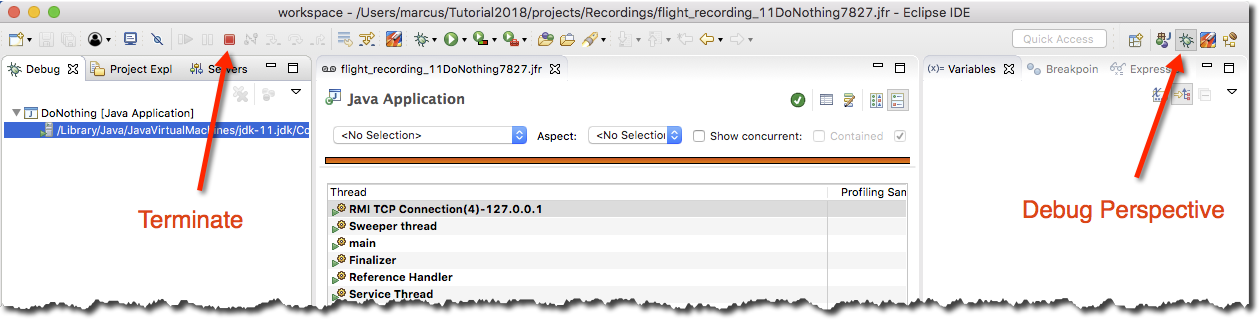 workspace - /Users/marcus/Tutorial2018/projects/Recordings/flight_recording_11DoNothing7827.jfr - Eclipse IDE
Quick Access
Debug Project Expl Servers
flight_recording_11DoNothing7827.jfr
(x)= Variables Breakpoin Express
DoNothing [Java Application]
/Library/Java/JavaVirtualMachines/jdk-11.jdk/Co
Java Application
<No Selection> Aspect: <No Selection Show concurrent: Contained
Thread Profiling Sam
RMI TCP Connection(4)-127.0.0.1
Sweeper thread
main
Finalizer
Reference Handler
Service Thread
Terminate
Debug Perspective